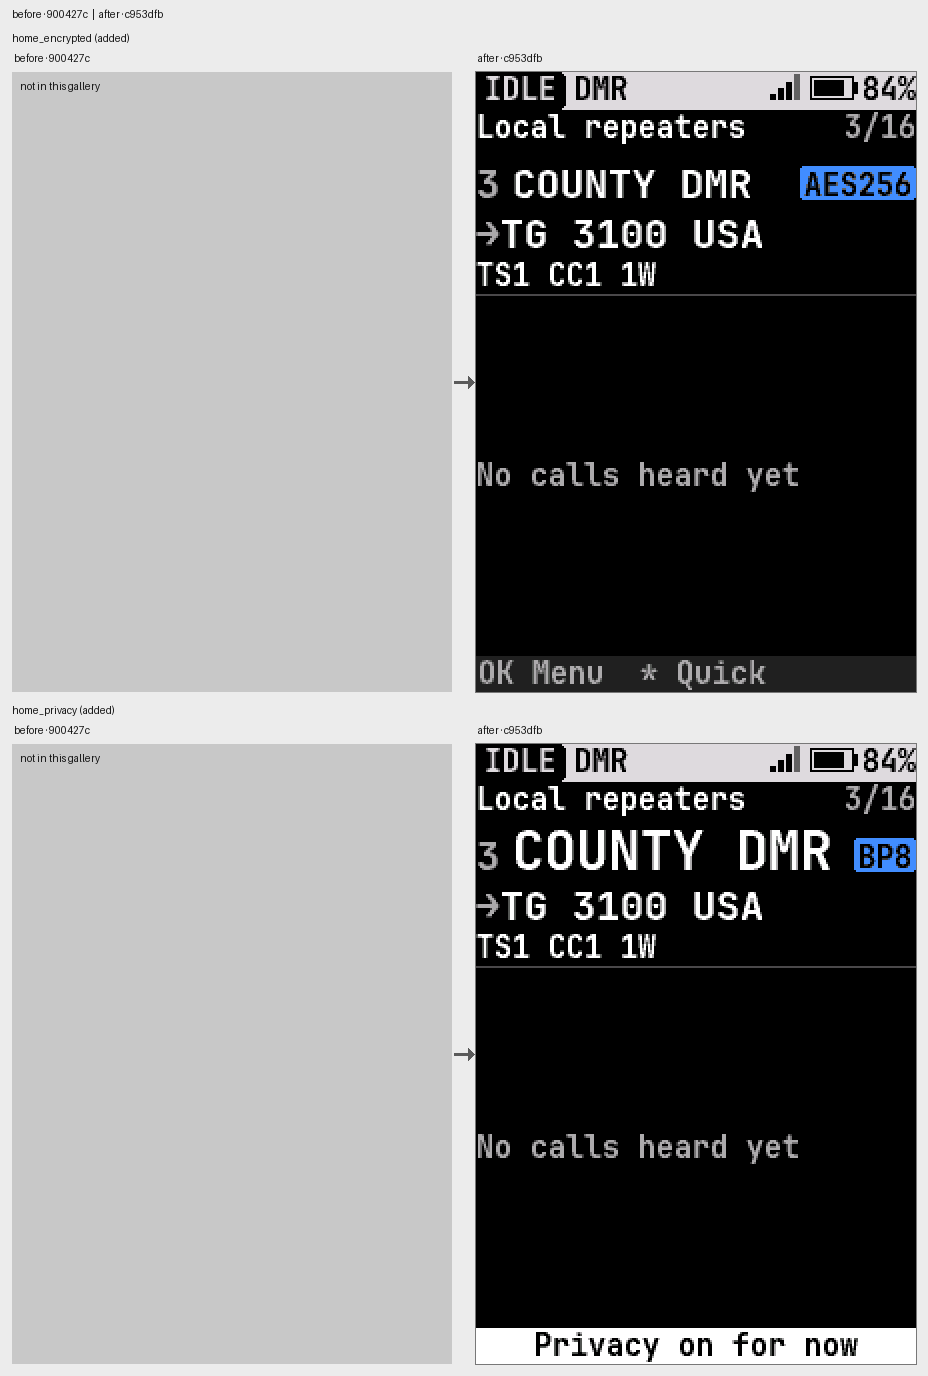 before · 900427c | after · c953dfb
home_encrypted (added)
before · 900427c
after · c953dfb
not in this gallery
IDLE DMR 84%
Local repeaters 3/16
3 COUNTY DMR AES256
→TG 3100 USA
TS1 CC1 1W
→
No calls heard yet
OK Menu * Quick
home_privacy (added)
before · 900427c
after · c953dfb
not in this gallery
IDLE DMR 84%
Local repeaters 3/16
3 COUNTY DMR BP8
→TG 3100 USA
TS1 CC1 1W
→
No calls heard yet
Privacy on for now